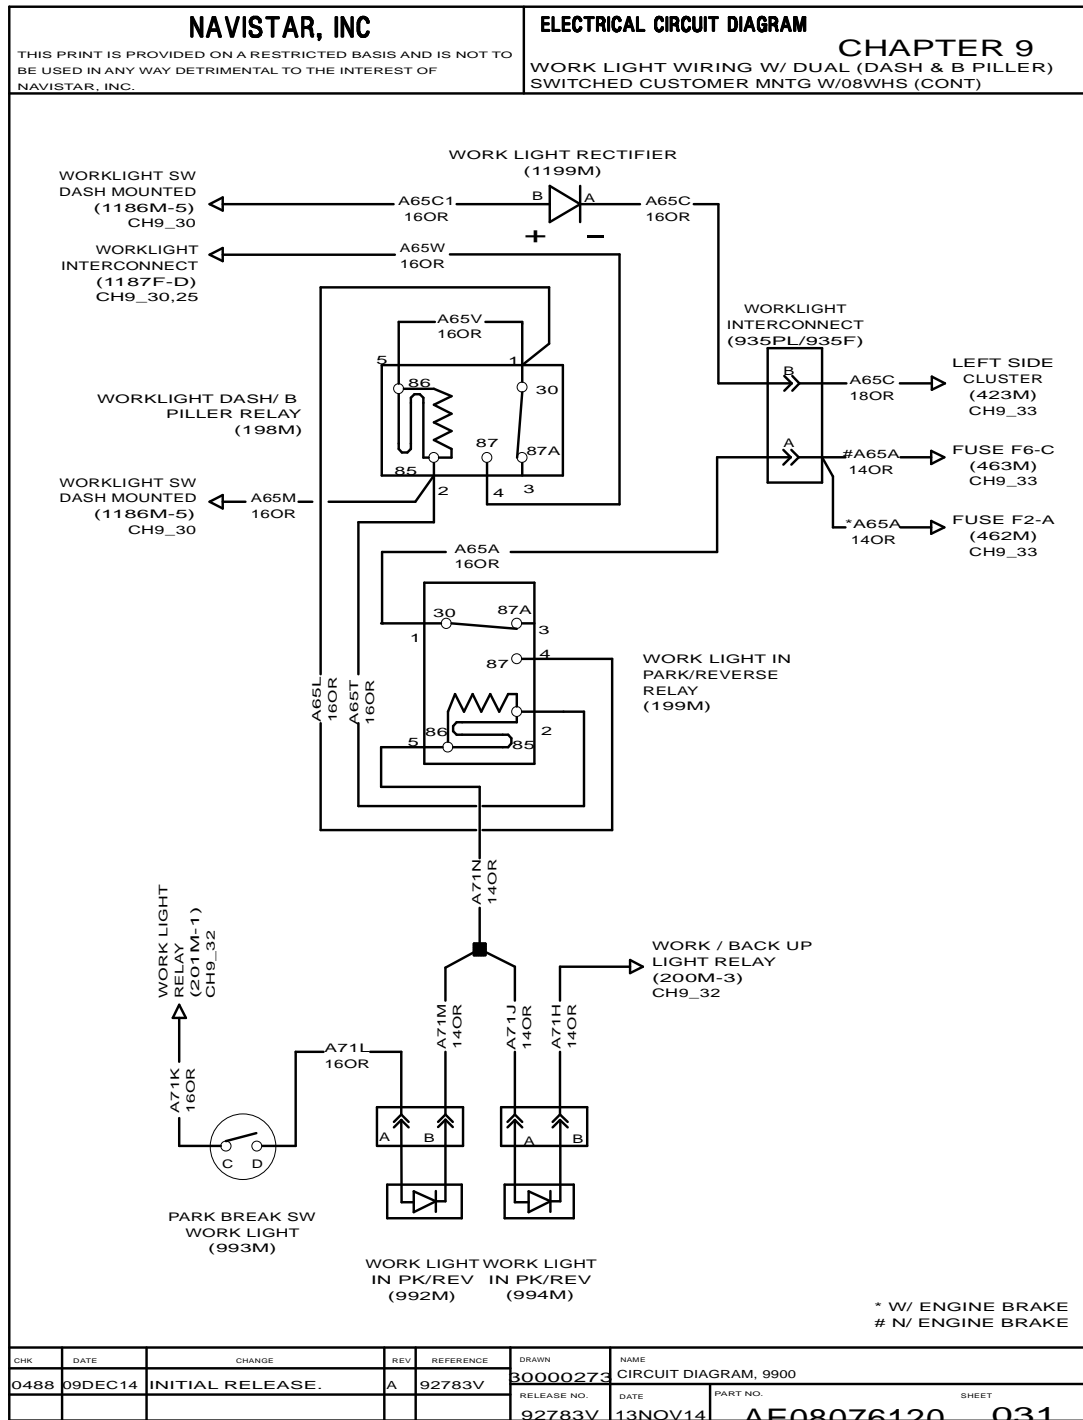 NAVISTAR, INC
THIS PRINT IS PROVIDED ON A RESTRICTED BASIS AND IS NOT TO
BE USED IN ANY WAY DETRIMENTAL TO THE INTEREST OF
NAVISTAR, INC.
ELECTRICAL CIRCUIT DIAGRAM
CHAPTER 9
WORK LIGHT WIRING W/ DUAL (DASH & B PILLER)
SWITCHED CUSTOMER MNTG W/08WHS (CONT)
WORK LIGHT RECTIFIER
(1199M)
WORKLIGHT SW
DASH MOUNTED
(1186M-5)
CH9_30
A65C1
16OR
B
A
A65C
16OR
+
−
WORKLIGHT
INTERCONNECT
(1187F-D)
CH9_30,25
A65W
16OR
A65V
16OR
WORKLIGHT
INTERCONNECT
(935PL/935F)
5
1
86
30
B
A65C
18OR
LEFT SIDE
CLUSTER
(423M)
CH9_33
WORKLIGHT DASH/ B
PILLER RELAY
(198M)
87
87A
85
2
4
3
A
#A65A
14OR
FUSE F6-C
(463M)
CH9_33
WORKLIGHT SW
DASH MOUNTED
(1186M-5)
CH9_30
A65M
16OR
*A65A
14OR
FUSE F2-A
(462M)
CH9_33
A65A
16OR
30
87A
1
3
87
4
WORK LIGHT IN
PARK/REVERSE
RELAY
(199M)
A65L
16OR
A65T
16OR
86
2
5
85
A71N
14OR
WORK LIGHT
RELAY
(201M-1)
CH9_32
WORK / BACK UP
LIGHT RELAY
(200M-3)
CH9_32
A71M
14OR
A71J
14OR
A71H
14OR
A71L
16OR
A71K
16OR
A
B
A
B
C
D
PARK BREAK SW
WORK LIGHT
(993M)
WORK LIGHT
IN PK/REV
(992M)
WORK LIGHT
IN PK/REV
(994M)
* W/ ENGINE BRAKE
# N/ ENGINE BRAKE
CHK DATE CHANGE REV REFERENCE
0488 09DEC14 INITIAL RELEASE. A 92783V
DRAWN
30000273
NAME
CIRCUIT DIAGRAM, 9900
RELEASE NO.
92783V
DATE
13NOV14
PART NO.
AE08076120
SHEET
031